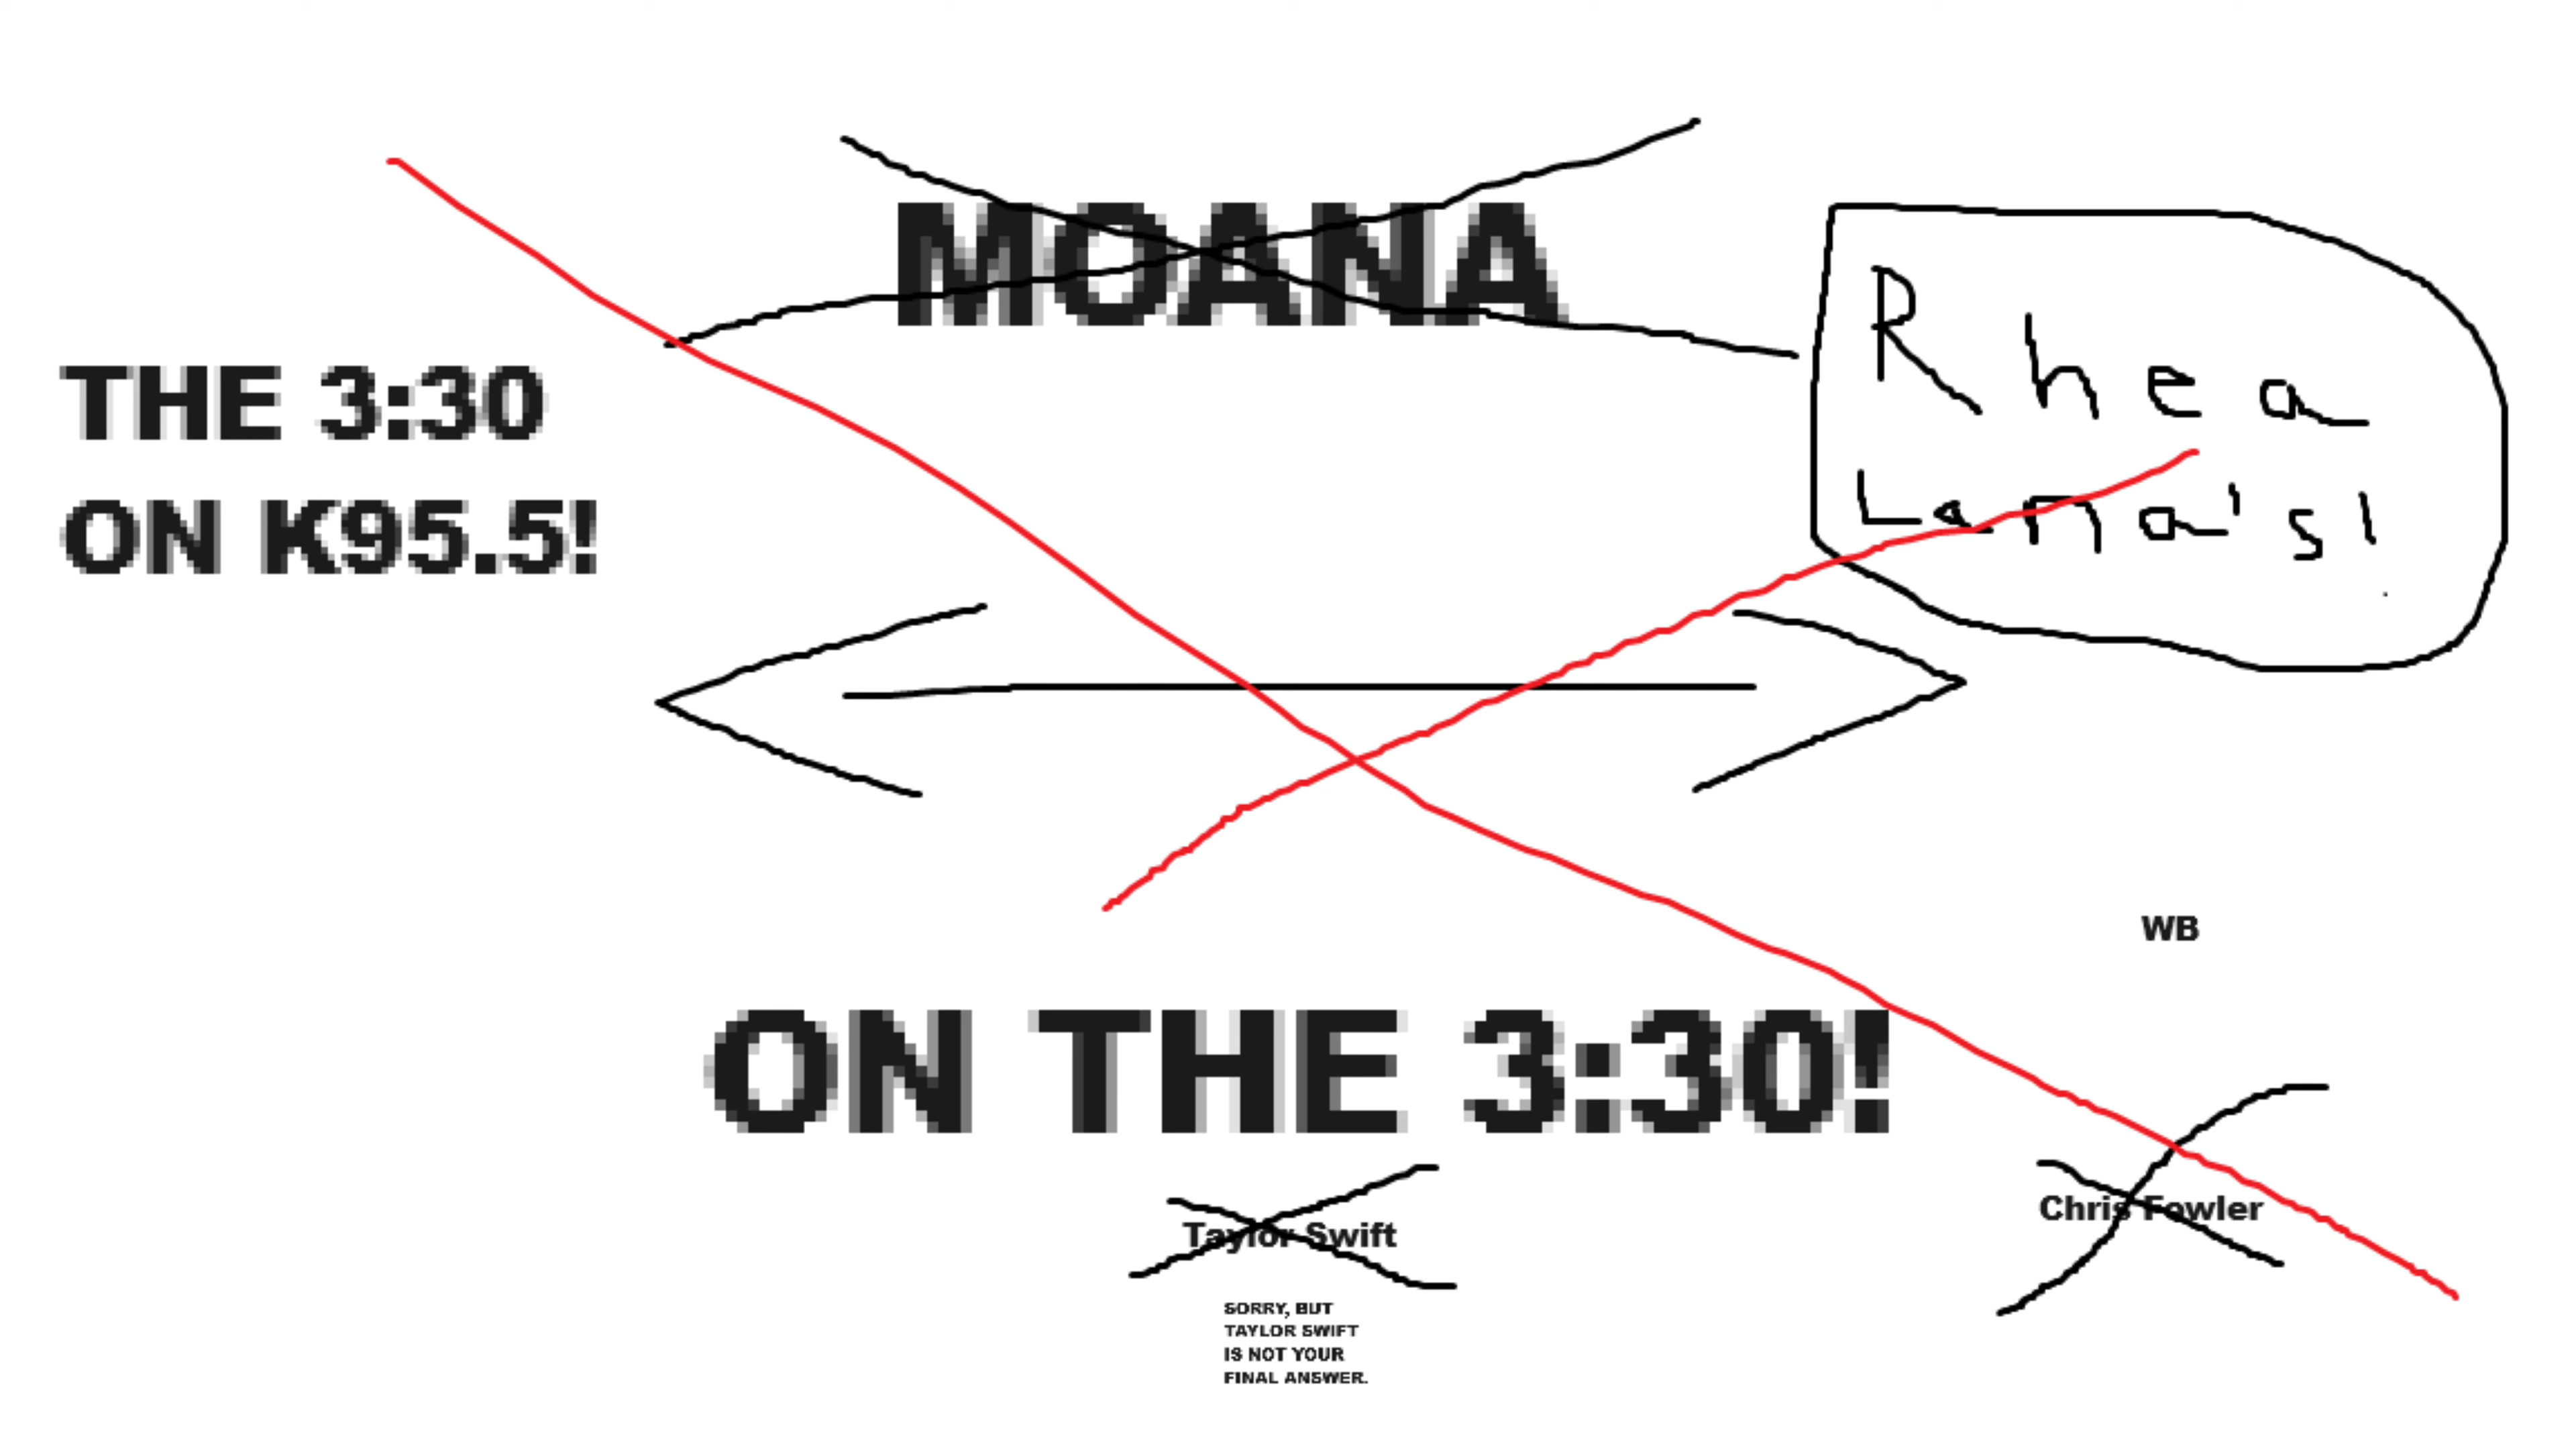 MOANA
THE 3:30
ON K95.5!
Rhea
Lana's!
WB
ON THE 3:30!
Chris Fowler
Taylor Swift
SORRY, BUT
TAYLOR SWIFT
IS NOT YOUR
FINAL ANSWER.